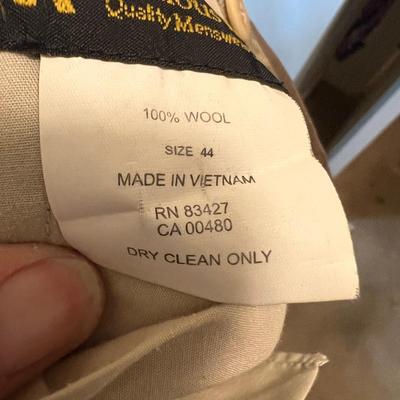 Quality Menswear
100% WOOL
SIZE 44
MADE IN VIETNAM
RN 83427
CA 00480
DRY CLEAN ONLY